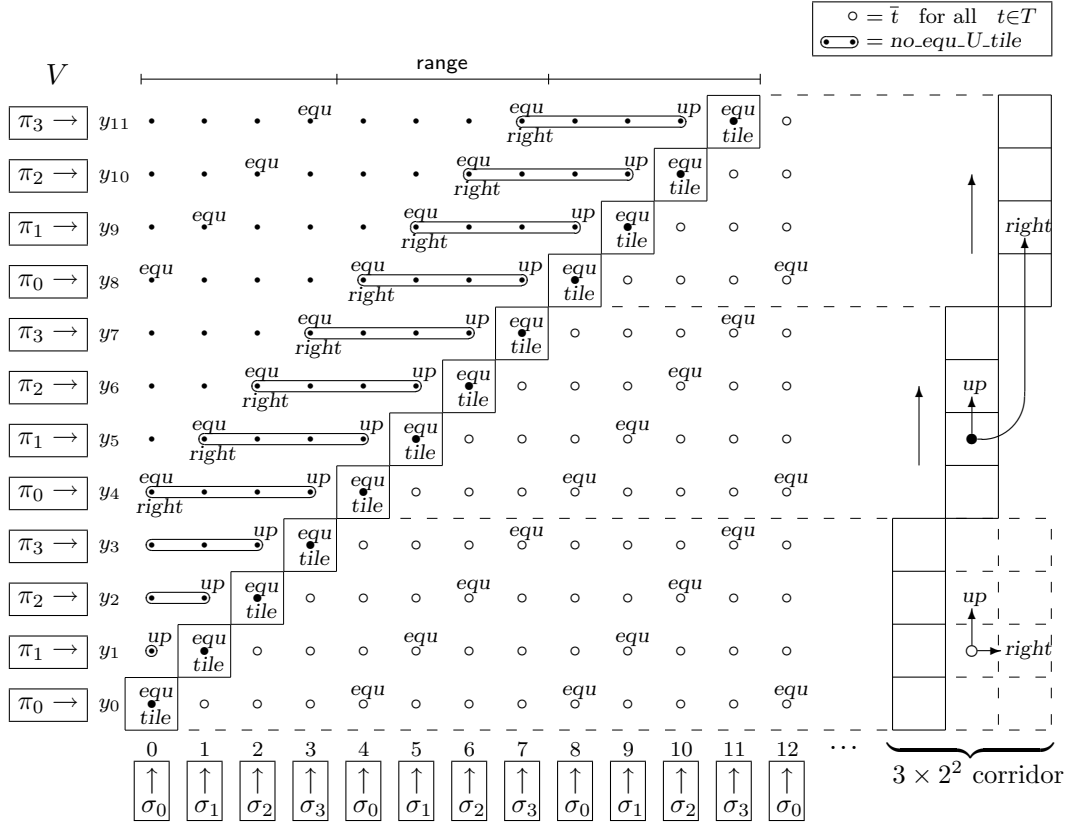 ○ = t̄ for all t∈T
= no_equ_U_tile
V range
π₃ → y₁₁ equ equ right up equ tile
π₂ → y₁₀ equ equ right up equ tile
π₁ → y₉ equ equ right up equ tile right
π₀ → y₈ equ equ right up equ tile equ
π₃ → y₇ equ right up equ tile equ
π₂ → y₆ equ right up equ tile equ up
π₁ → y₅ equ right up equ tile equ
π₀ → y₄ equ right up equ tile equ equ
π₃ → y₃ up equ tile equ equ
π₂ → y₂ up equ tile equ equ up
π₁ → y₁ up equ tile equ equ right
π₀ → y₀ equ tile equ equ equ
0 1 2 3 4 5 6 7 8 9 10 11 12 ⋯
↑ ↑ ↑ ↑ ↑ ↑ ↑ ↑ ↑ ↑ ↑ ↑ ↑ 3 × 2² corridor
σ₀ σ₁ σ₂ σ₃ σ₀ σ₁ σ₂ σ₃ σ₀ σ₁ σ₂ σ₃ σ₀